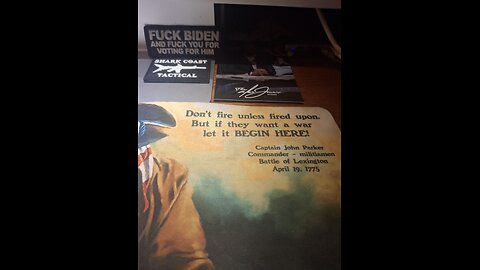 FUCK BIDEN
AND FUCK YOU FOR
VOTING FOR HIM
SHARK COAST
TACTICAL
Don't fire unless fired upon.
But if they want a war
let it BEGIN HERE!
Captain John Parker
Commander - militiamen
Battle of Lexington
April 19, 1775